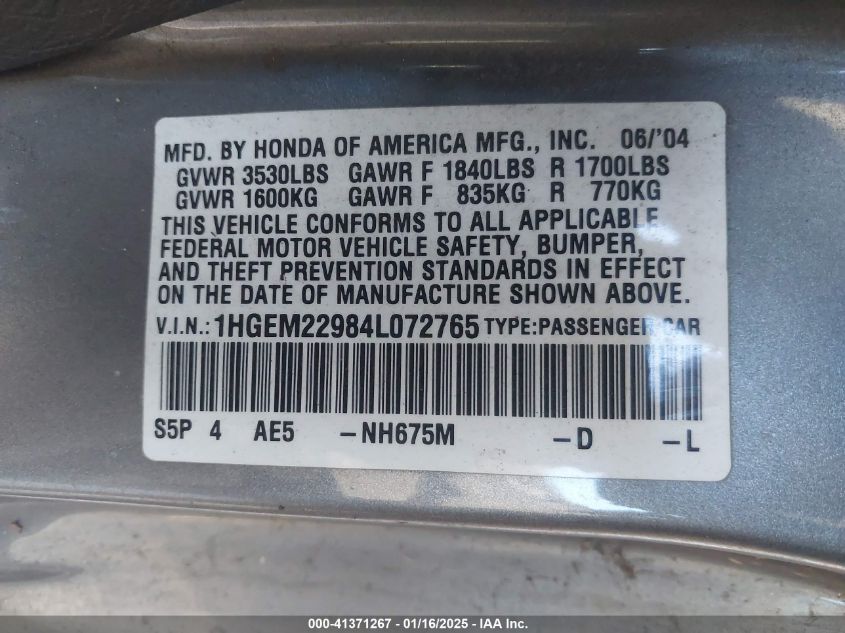 MFD. BY HONDA OF AMERICA MFG., INC. 06/'04
GVWR 3530LBS GAWR F 1840LBS R 1700LBS
GVWR 1600KG GAWR F 835KG R 770KG
THIS VEHICLE CONFORMS TO ALL APPLICABLE
FEDERAL MOTOR VEHICLE SAFETY, BUMPER,
AND THEFT PREVENTION STANDARDS IN EFFECT
ON THE DATE OF MANUFACTURE SHOWN ABOVE.
V.I.N.: 1HGEM22984L072765 TYPE:PASSENGER CAR
S5P 4 AE5 -NH675M -D -L
000-41371267 - 01/16/2025 - IAA Inc.